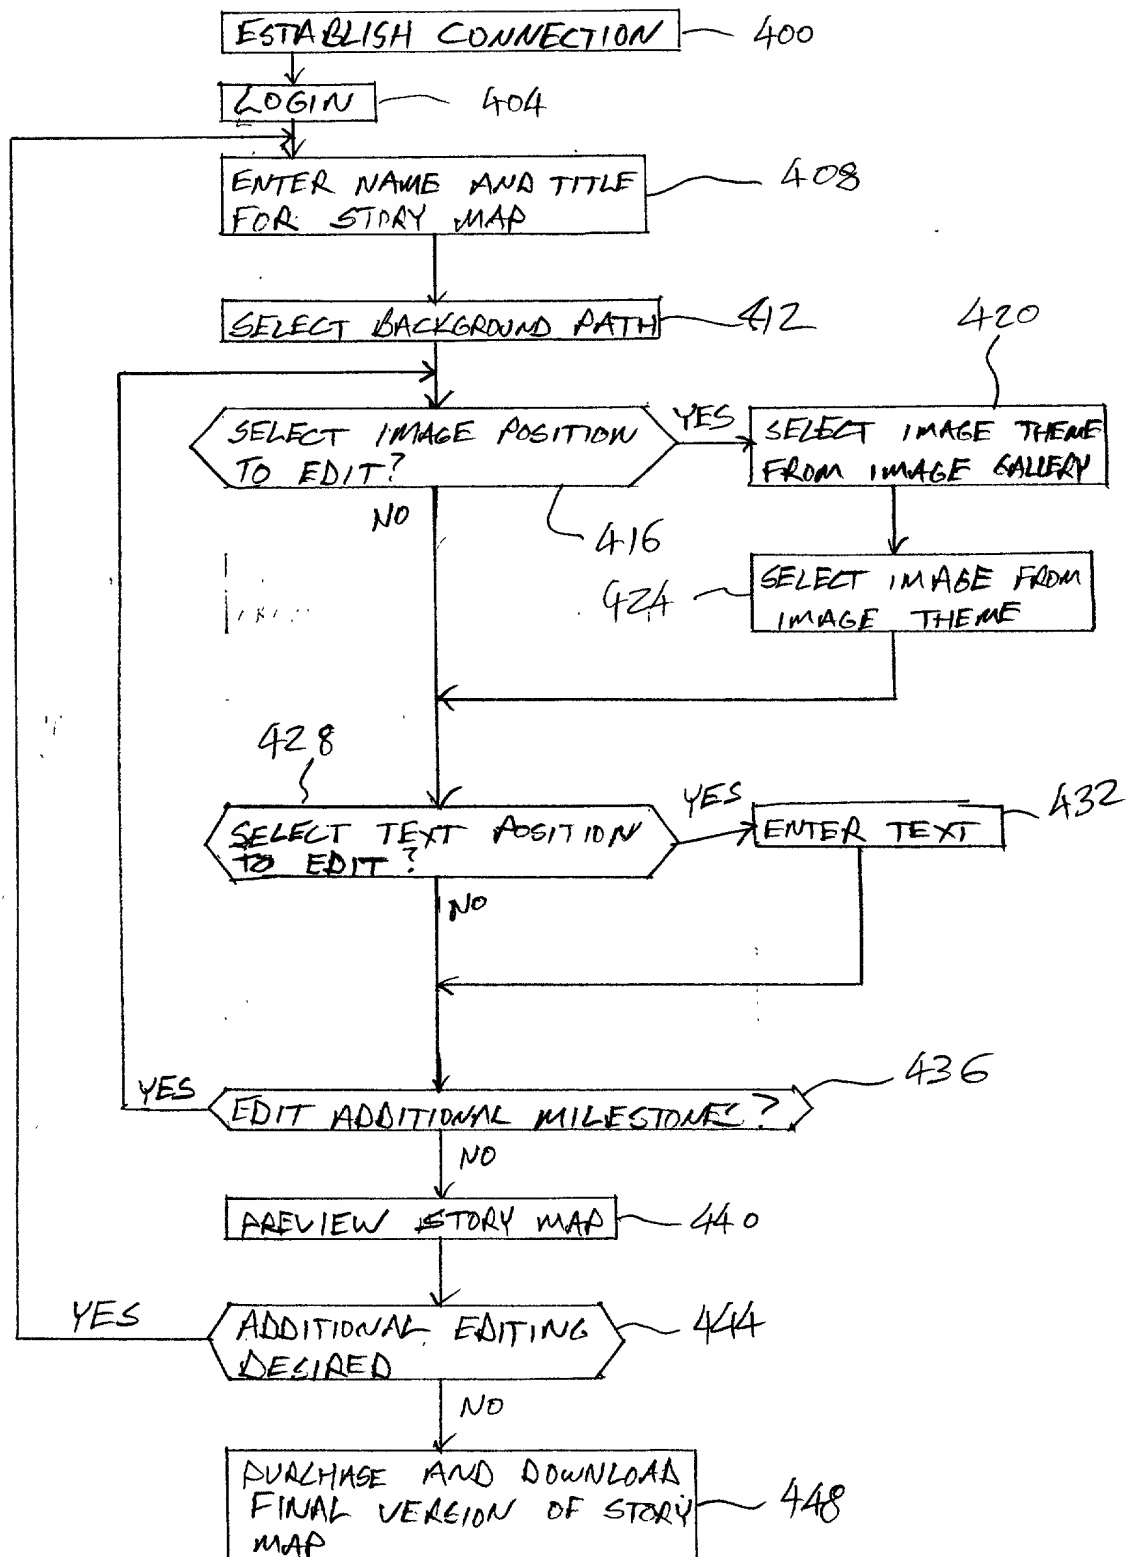 ESTABLISH CONNECTION
400
LOGIN
404
ENTER NAME AND TITLE
FOR STORY MAP
408
SELECT BACKGROUND PATH
412
420
SELECT IMAGE POSITION
TO EDIT?
YES
SELECT IMAGE THEME
FROM IMAGE GALLERY
NO
416
424
SELECT IMAGE FROM
IMAGE THEME
428
SELECT TEXT POSITION
TO EDIT?
YES
ENTER TEXT
432
NO
436
YES
EDIT ADDITIONAL MILESTONES?
NO
PREVIEW STORY MAP
440
YES
ADDITIONAL EDITING
DESIRED
444
NO
PURCHASE AND DOWNLOAD
FINAL VERSION OF STORY
MAP
448